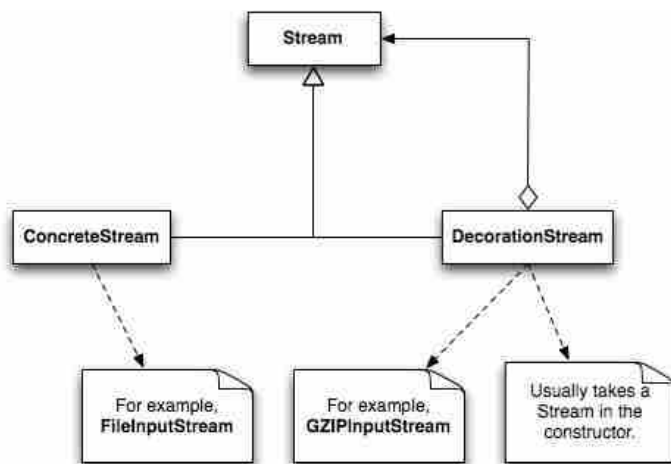 Stream
ConcreteStream
DecorationStream
For example,
FileInputStream
For example,
GZIPInputStream
Usually takes a
Stream in the
constructor.